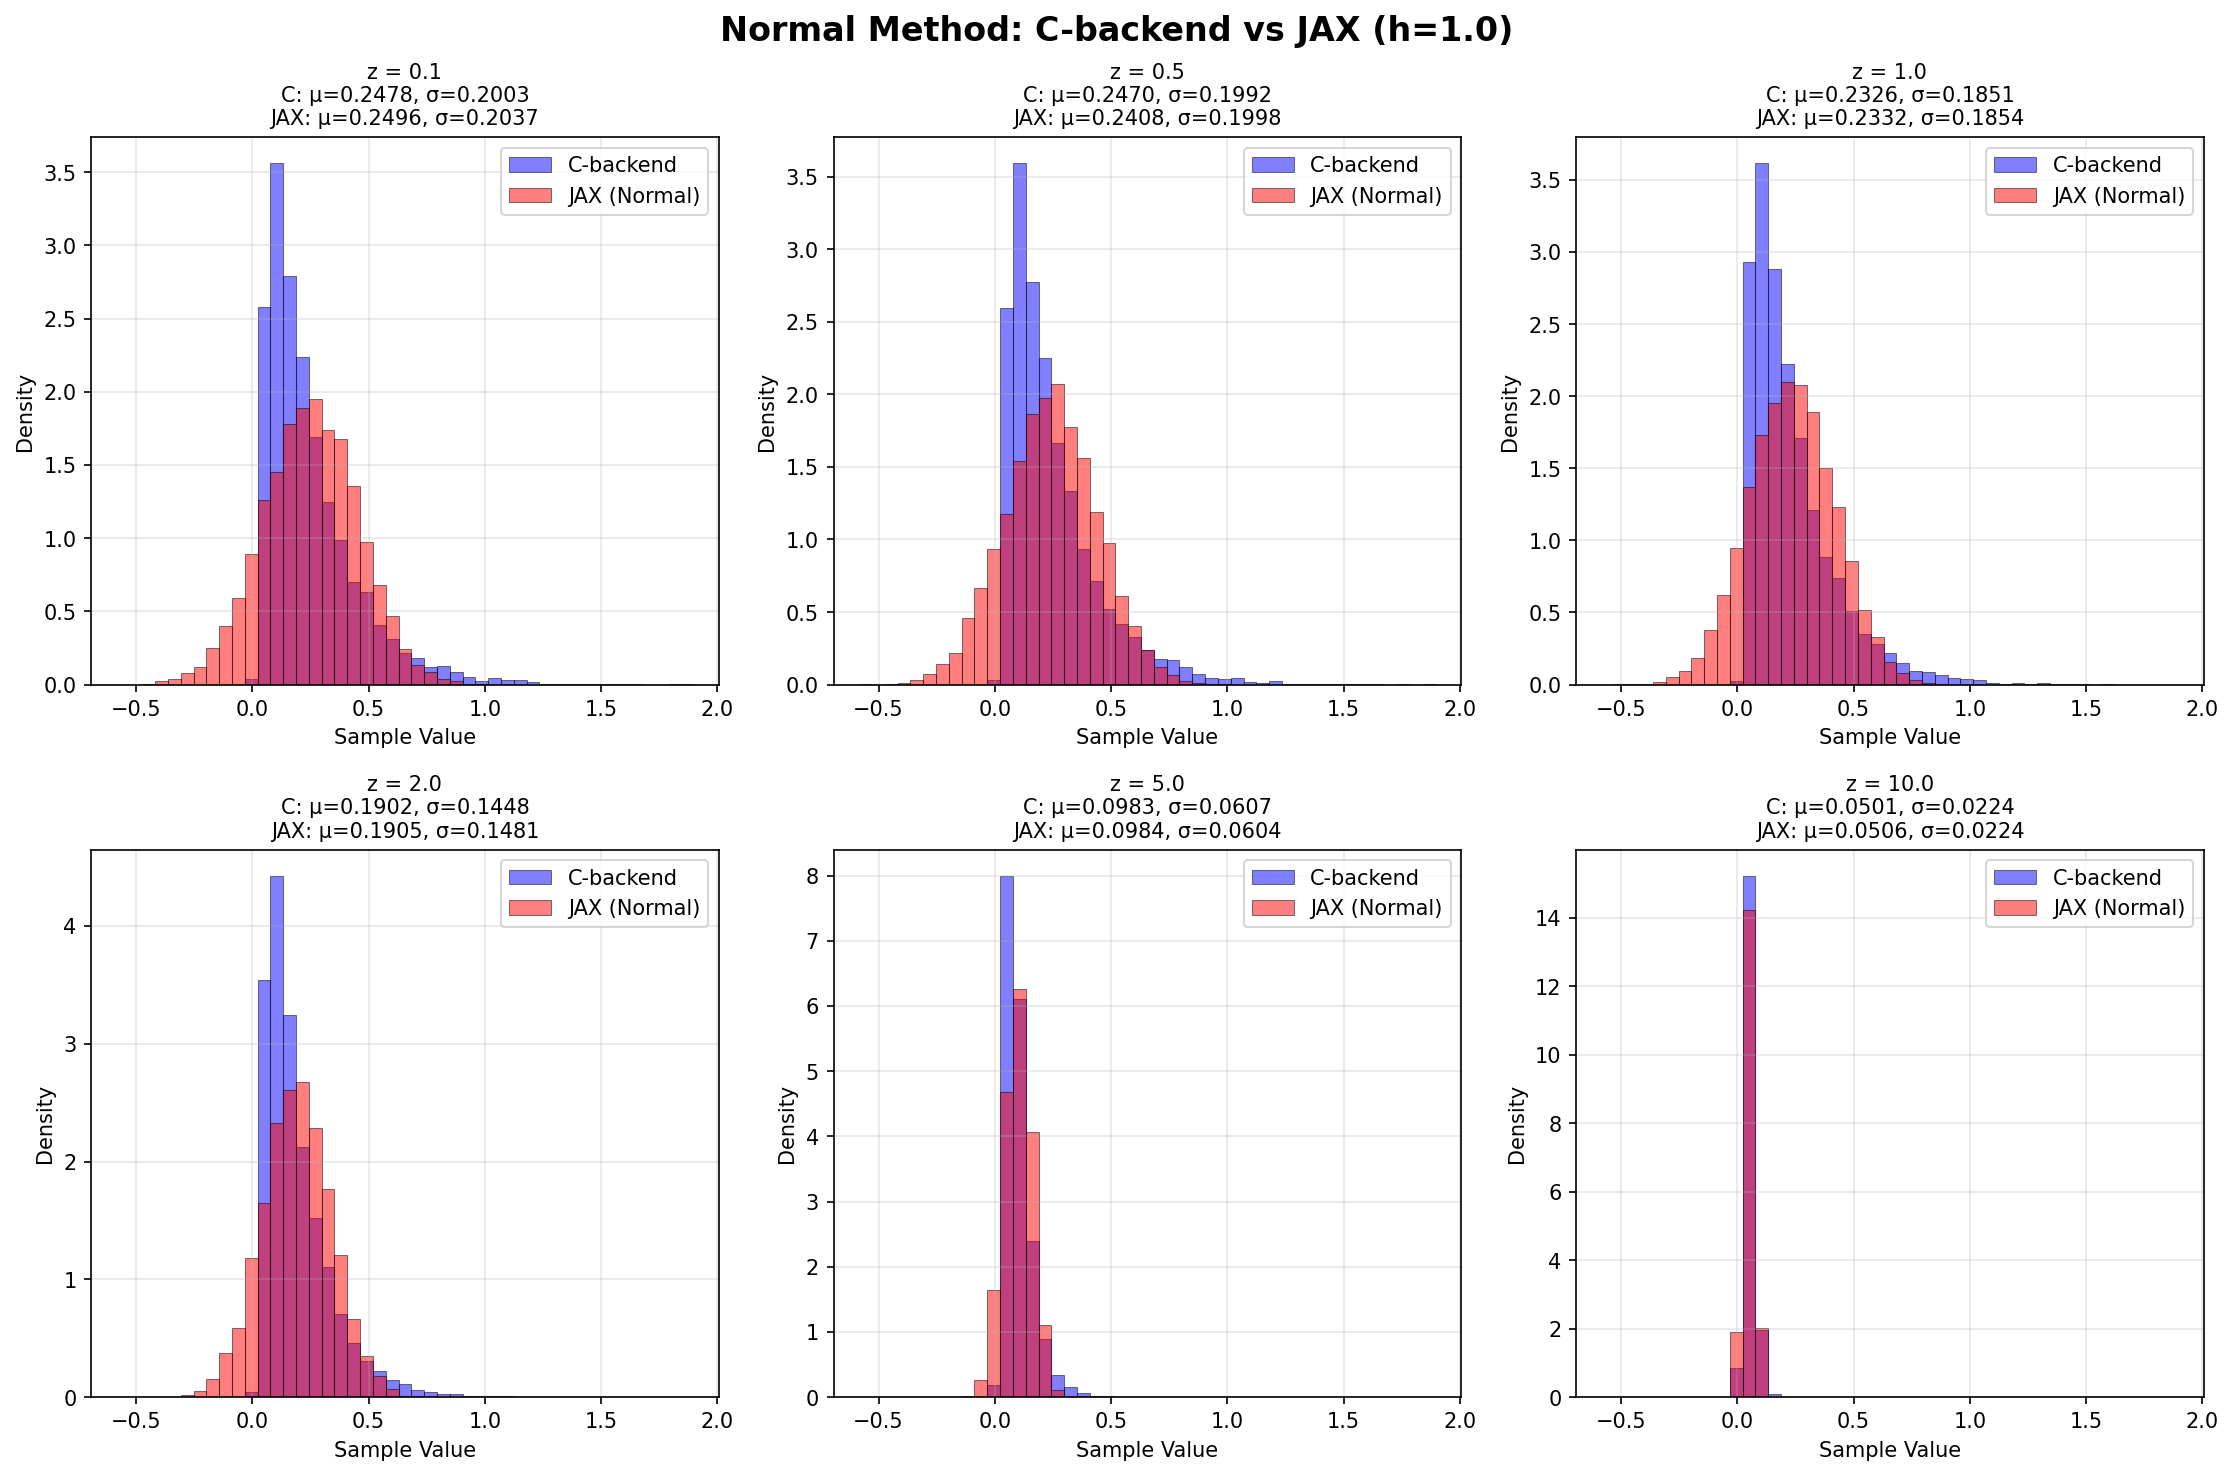 Normal Method: C-backend vs JAX (h=1.0)
z = 0.1
C: μ=0.2478, σ=0.2003
JAX: μ=0.2496, σ=0.2037
C-backend
JAX (Normal)
3.5
3.0
2.5
2.0
1.5
1.0
0.5
0.0
Density
−0.5 0.0 0.5 1.0 1.5 2.0
Sample Value
z = 0.5
C: μ=0.2470, σ=0.1992
JAX: μ=0.2408, σ=0.1998
C-backend
JAX (Normal)
3.5
3.0
2.5
2.0
1.5
1.0
0.5
0.0
Density
−0.5 0.0 0.5 1.0 1.5 2.0
Sample Value
z = 1.0
C: μ=0.2326, σ=0.1851
JAX: μ=0.2332, σ=0.1854
C-backend
JAX (Normal)
3.5
3.0
2.5
2.0
1.5
1.0
0.5
0.0
Density
−0.5 0.0 0.5 1.0 1.5 2.0
Sample Value
z = 2.0
C: μ=0.1902, σ=0.1448
JAX: μ=0.1905, σ=0.1481
C-backend
JAX (Normal)
4
3
2
1
0
Density
−0.5 0.0 0.5 1.0 1.5 2.0
Sample Value
z = 5.0
C: μ=0.0983, σ=0.0607
JAX: μ=0.0984, σ=0.0604
C-backend
JAX (Normal)
8
7
6
5
4
3
2
1
0
Density
−0.5 0.0 0.5 1.0 1.5 2.0
Sample Value
z = 10.0
C: μ=0.0501, σ=0.0224
JAX: μ=0.0506, σ=0.0224
C-backend
JAX (Normal)
14
12
10
8
6
4
2
0
Density
−0.5 0.0 0.5 1.0 1.5 2.0
Sample Value